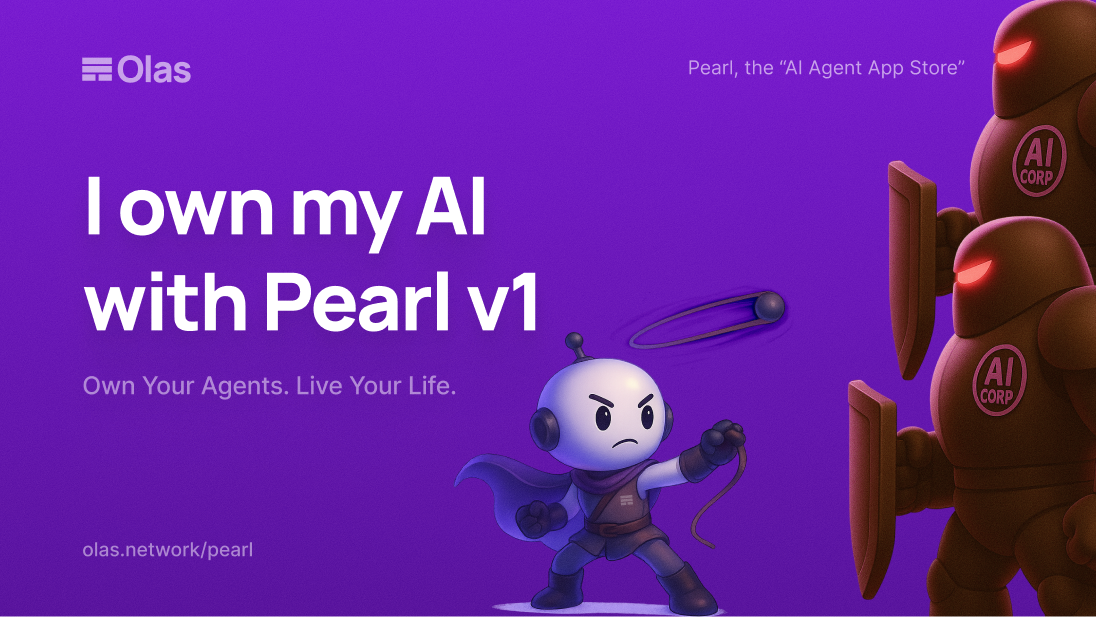 Olas
Pearl, the “AI Agent App Store”
I own my AI
with Pearl v1
Own Your Agents. Live Your Life.
olas.network/pearl
AI
CORP
AI
CORP